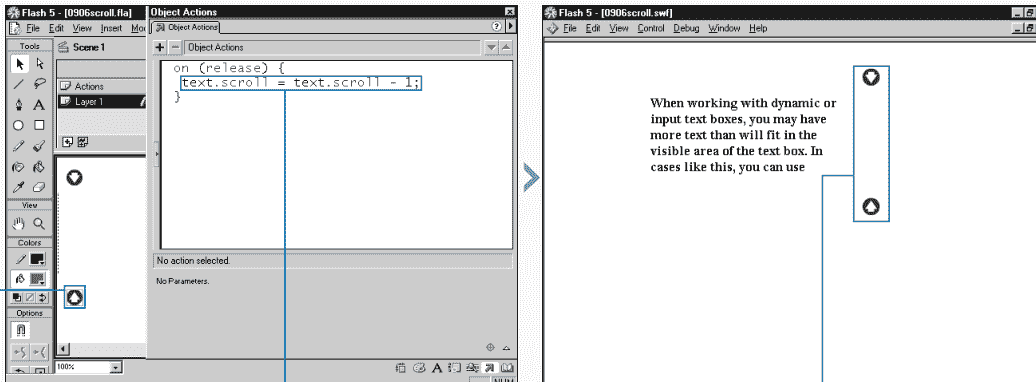 Flash 5 - [0906scroll.fla]
File Edit View Insert
Tools
Scene 1
Actions
Layer 1
View
Colors
Options
100%
Object Actions
Object Actions
Object Actions
on (release) {
text.scroll = text.scroll - 1;
}
No action selected.
No Parameters.
Flash 5 - [0906scroll.swf]
File Edit View Control Debug Window Help
When working with dynamic or
input text boxes, you may have
more text than will fit in the
visible area of the text box. In
cases like this, you can use